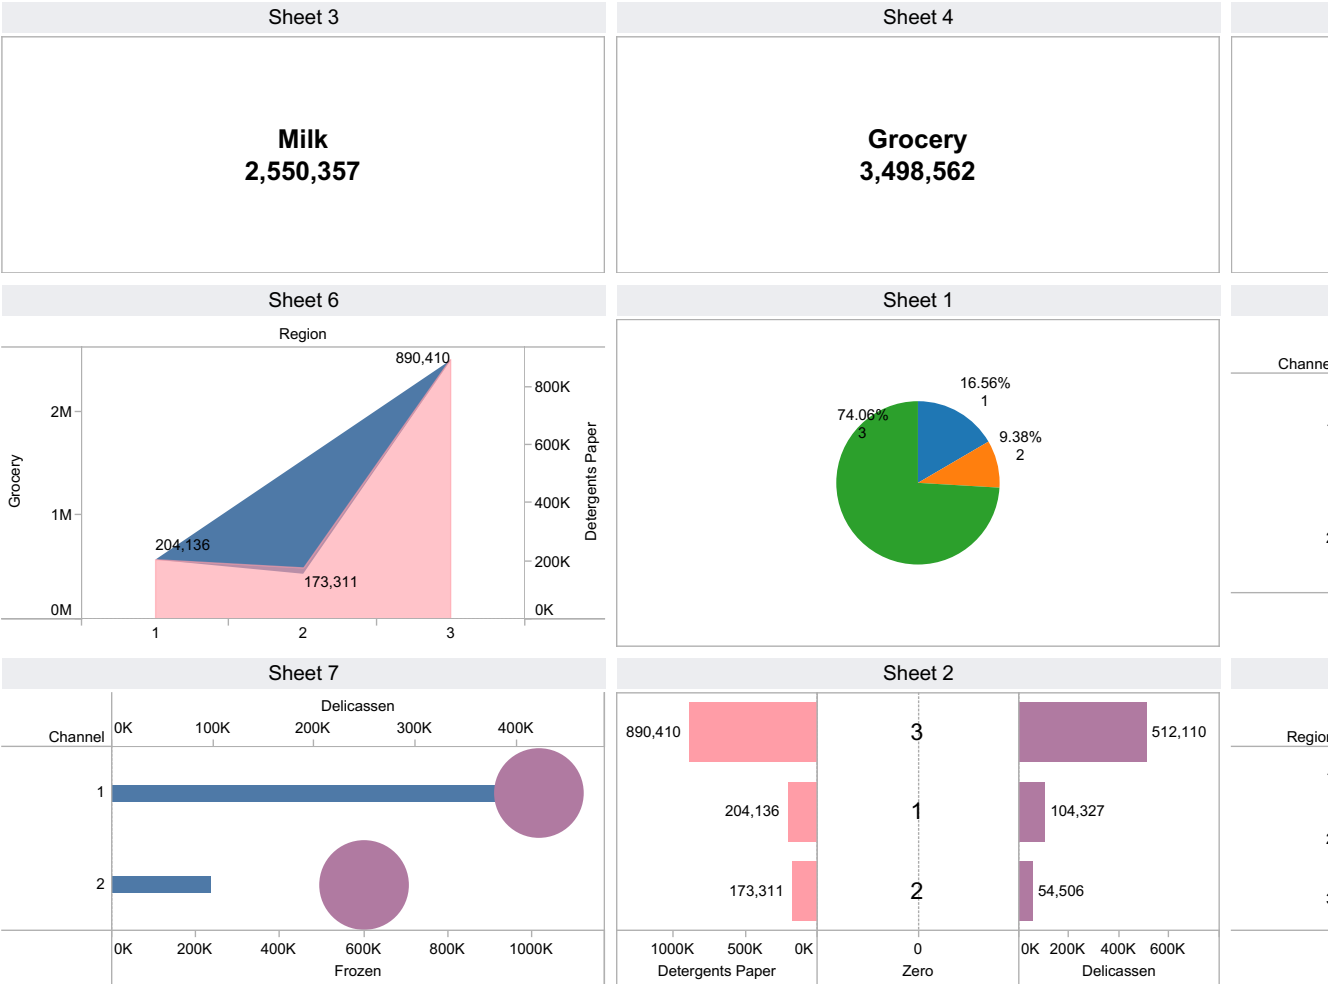 Sheet 3
Sheet 4
Milk
2,550,357
Grocery
3,498,562
Sheet 6
Region
890,410
2M
1M
0M
Grocery
204,136
173,311
800K
600K
400K
200K
0K
Detergents Paper
1 2 3
Sheet 1
16.56%
1
74.06%
3
9.38%
2
Channe
Sheet 7
Delicassen
0K 100K 200K 300K 400K
Channel
1
2
0K 200K 400K 600K 800K 1000K
Frozen
Sheet 2
890,410 3 512,110
204,136 1 104,327
173,311 2 54,506
1000K 500K 0K 0 0K 200K 400K 600K
Detergents Paper Zero Delicassen
Region